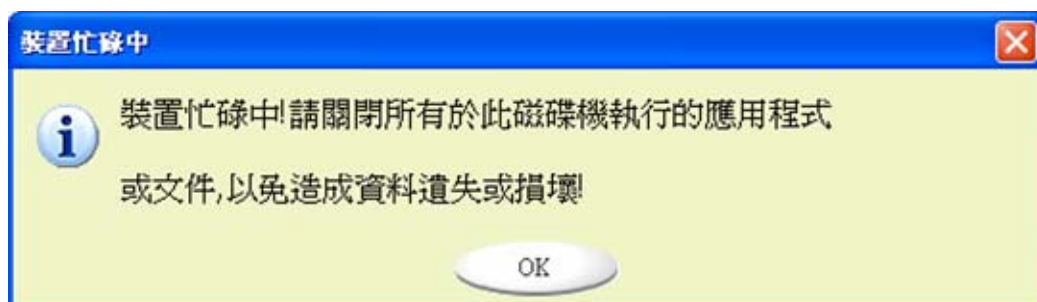 裝置忙碌中
裝置忙碌中!請關閉所有於此磁碟機執行的應用程式
或文件,以免造成資料遺失或損壞!
OK